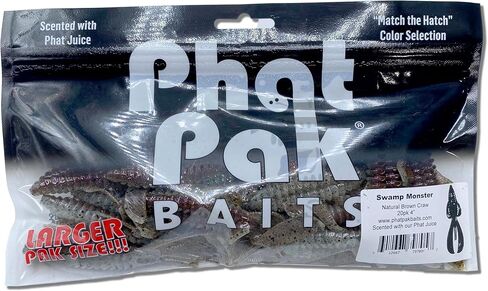 Scented with
Phat Juice
"Match the Hatch"
Color Selection
Phat
Pak®
BAITS
LARGER
PAK SIZE!!!
Swamp Monster
Natural Brown Craw
20pk 4"
www.phatpakbaits.com
Scented with our Phat Juice